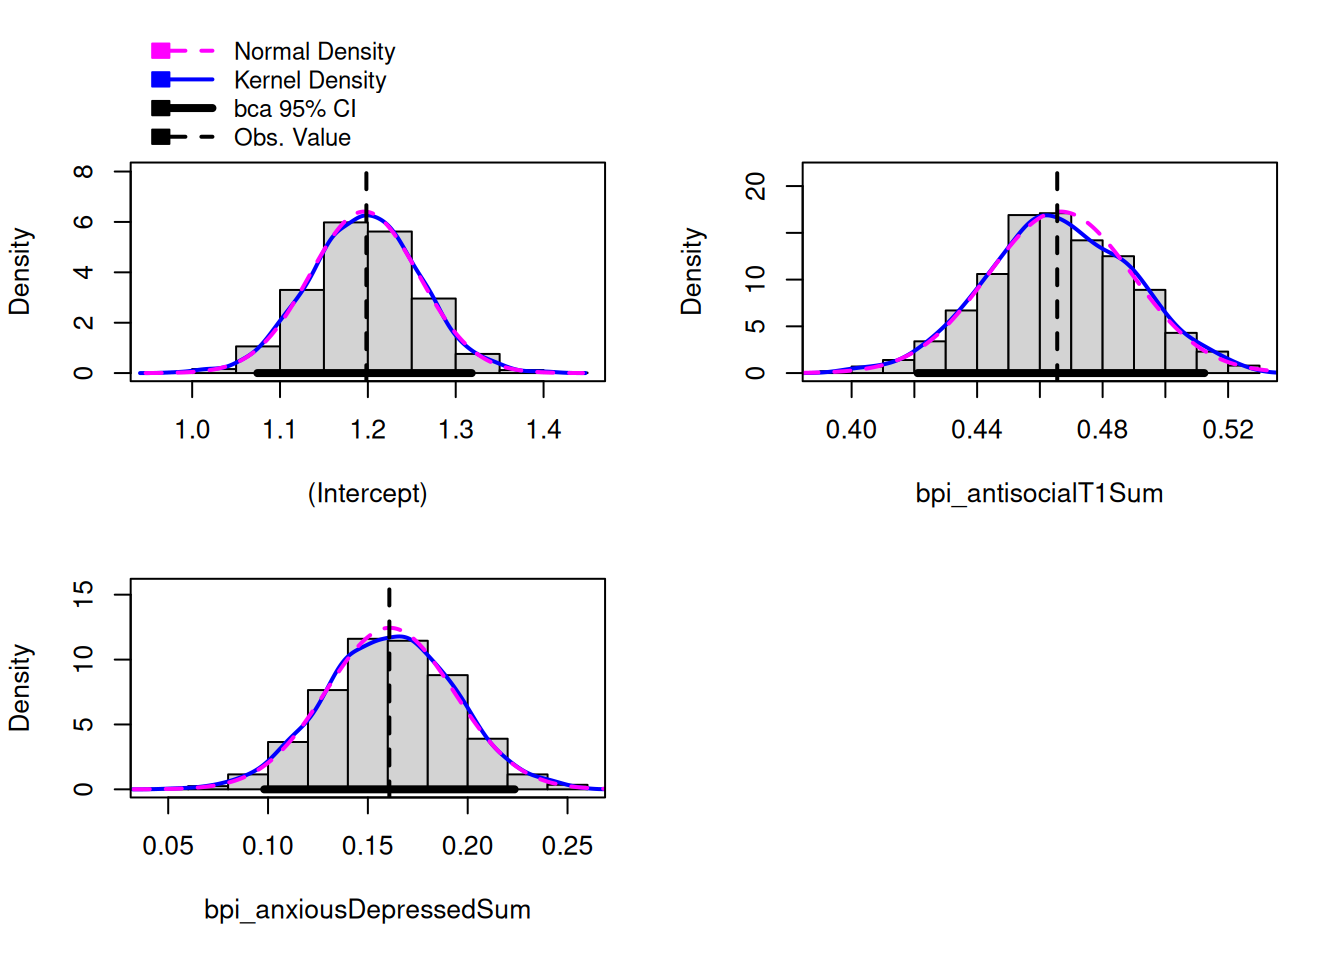 Normal Density
Kernel Density
bca 95% CI
Obs. Value
Density
0 2 4 6 8
1.0 1.1 1.2 1.3 1.4
(Intercept)
Density
0 5 10 20
0.40 0.44 0.48 0.52
bpi_antisocialT1Sum
Density
0 5 10 15
0.05 0.10 0.15 0.20 0.25
bpi_anxiousDepressedSum